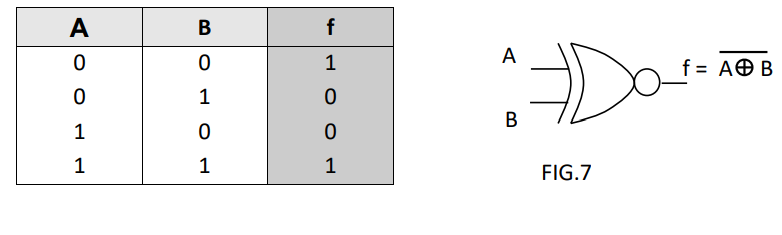 A B f
0 0 1
0 1 0
1 0 0
1 1 1
A
B
f = A⊕B
FIG.7